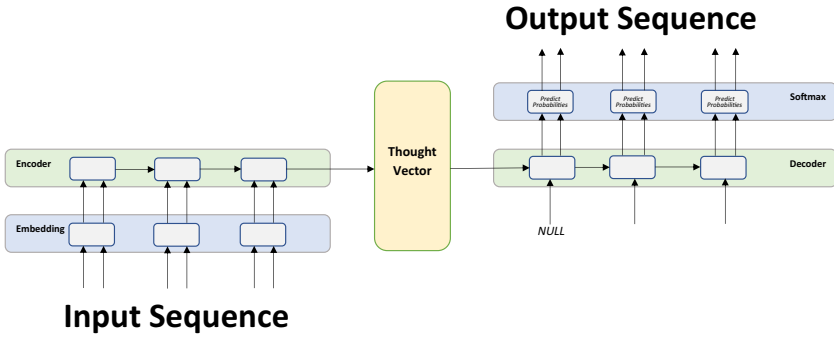 Output Sequence
Predict
Probabilities
Predict
Probabilities
Predict
Probabilities
Softmax
Thought
Vector
Encoder
Decoder
Embedding
NULL
Input Sequence